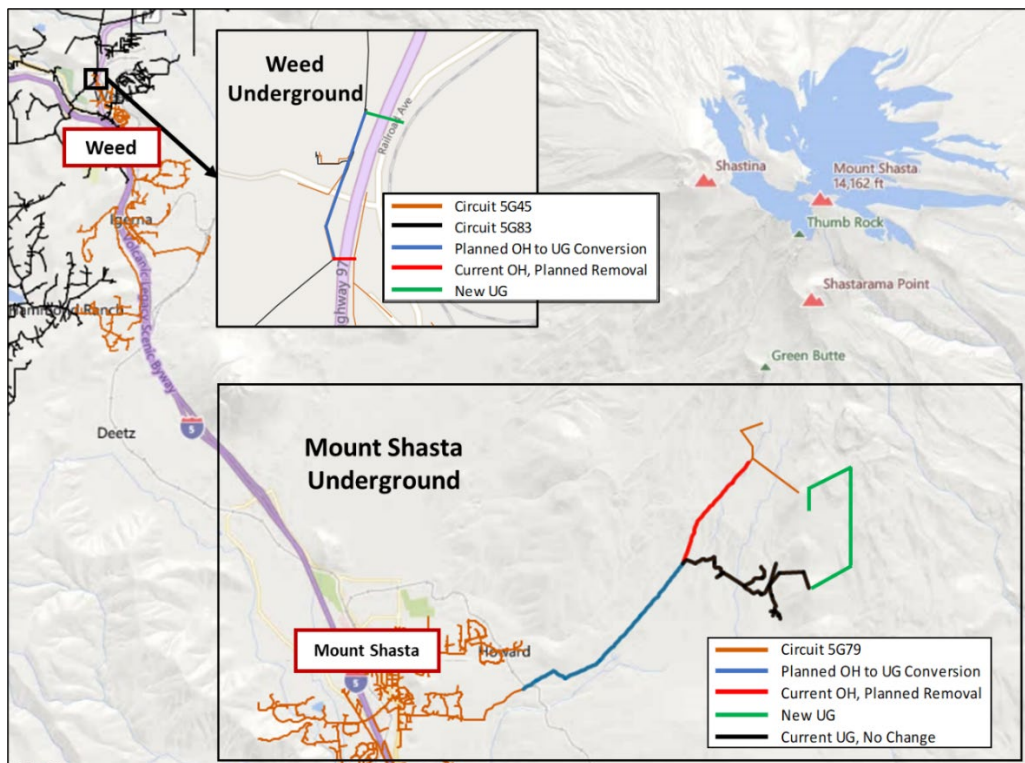 Weed
Underground
Railroad Ave
Circuit 5G45
Circuit 5G83
Planned OH to UG Conversion
Current OH, Planned Removal
New UG
ghway 97
Weed
Volcanic Legacy Scenic Byway
Ranch
Deetz
5
Shastina
Mount Shasta
14,162 ft
Thumb Rock
Shastarama Point
Green Butte
Mount Shasta
Underground
Mount Shasta
5
Howard
Circuit 5G79
Planned OH to UG Conversion
Current OH, Planned Removal
New UG
Current UG, No Change